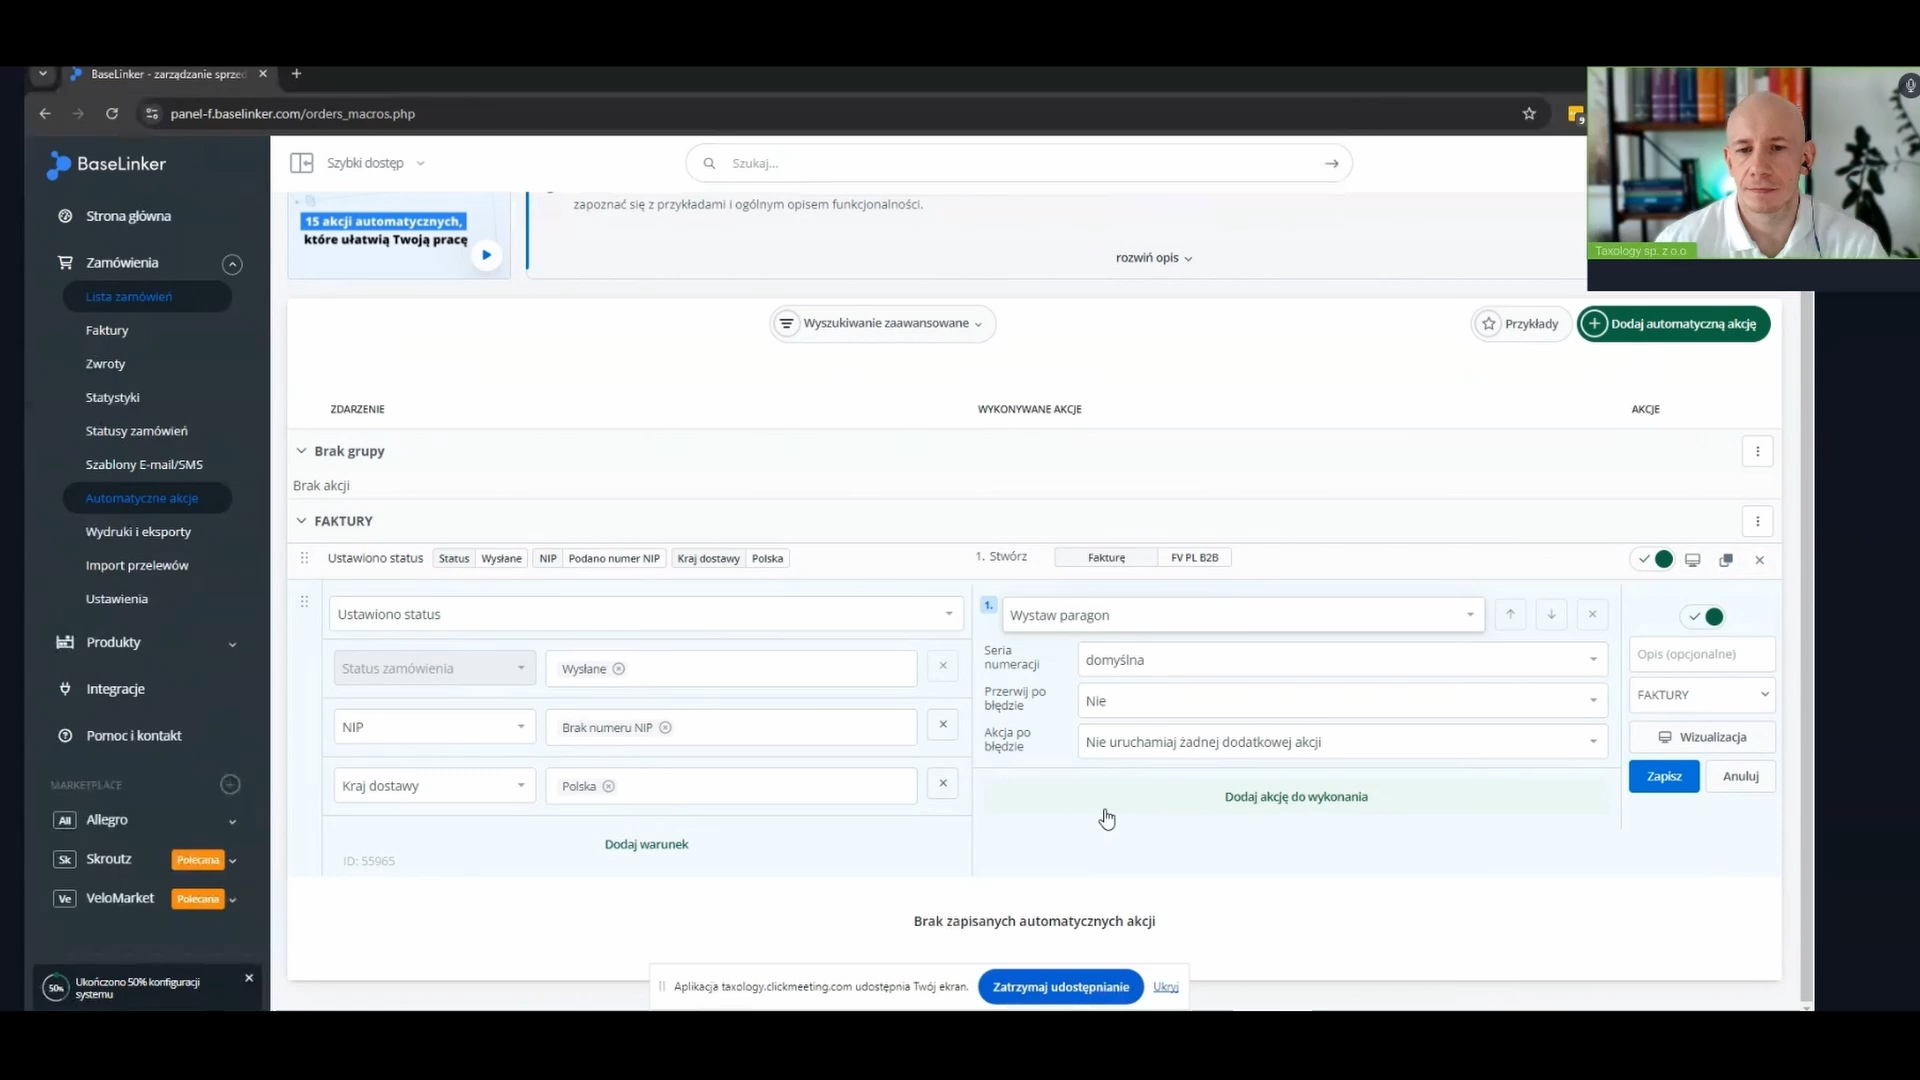 BaseLinker - zarządzanie sprzed
panel-f.baselinker.com/orders_macros.php
9
Taxology sp. z o.o.
BaseLinker
Szybki dostęp
Szukaj...
Strona główna
Zamówienia
Lista zamówień
Faktury
Zwroty
Statystyki
Statusy zamówień
Szablony E-mail/SMS
Automatyczne akcje
Wydruki i eksporty
Import przelewów
Ustawienia
Produkty
Integracje
Pomoc i kontakt
MARKETPLACE
All Allegro
Sk Skroutz Polecana
Ve VeloMarket Polecana
50%
Ukończono 50% konfiguracji
systemu
15 akcji automatycznych,
które ułatwią Twoją pracę
zapoznać się z przykładami i ogólnym opisem funkcjonalności.
rozwiń opis
Wyszukiwanie zaawansowane
Przykłady
Dodaj automatyczną akcję
ZDARZENIE
WYKONYWANE AKCJE
AKCJE
Brak grupy
Brak akcji
FAKTURY
Ustawiono status Status Wysłane NIP Podano numer NIP Kraj dostawy Polska
1. Stwórz Fakturę FV PL B2B
Ustawiono status
Status zamówienia Wysłane
NIP Brak numeru NIP
Kraj dostawy Polska
Dodaj warunek
ID: 55965
1. Wystaw paragon
Seria
numeracji
domyślna
Przerwij po
błędzie
Nie
Akcja po
błędzie
Nie uruchamiaj żadnej dodatkowej akcji
Dodaj akcję do wykonania
Opis (opcjonalne)
FAKTURY
Wizualizacja
Zapisz
Anuluj
Brak zapisanych automatycznych akcji
Aplikacja taxology.clickmeeting.com udostępnia Twój ekran.
Zatrzymaj udostępnianie
Ukryj